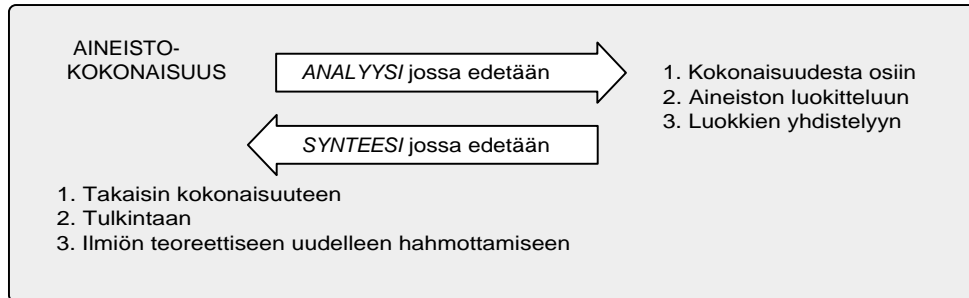 AINEISTO-
KOKONAISUUS
ANALYYSI jossa edetään
1. Kokonaisuudesta osiin
2. Aineiston luokitteluun
3. Luokkien yhdistelyyn
SYNTEESI jossa edetään
1. Takaisin kokonaisuuteen
2. Tulkintaan
3. Ilmiön teoreettiseen uudelleen hahmottamiseen